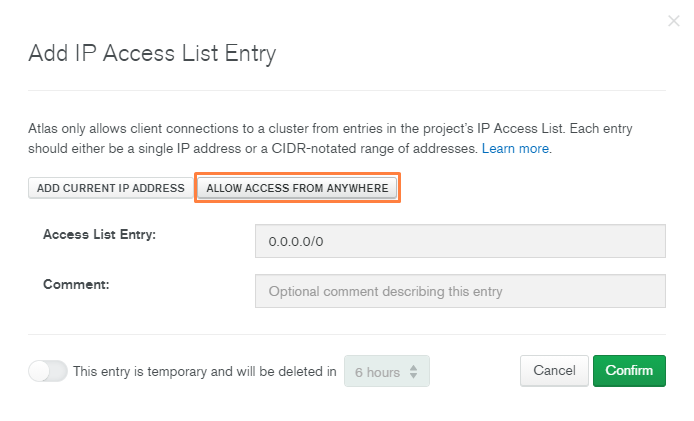 Add IP Access List Entry
Atlas only allows client connections to a cluster from entries in the project's IP Access List. Each entry
should either be a single IP address or a CIDR-notated range of addresses. Learn more.
ADD CURRENT IP ADDRESS ALLOW ACCESS FROM ANYWHERE
Access List Entry: 0.0.0.0/0
Comment: Optional comment describing this entry
This entry is temporary and will be deleted in 6 hours Cancel Confirm